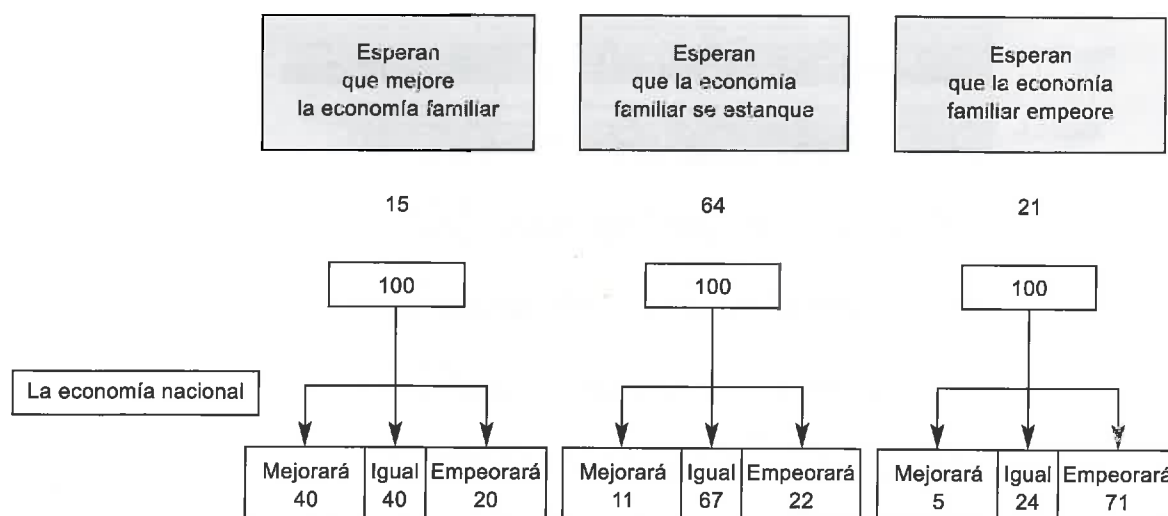 Esperan
que mejore
la economía familiar
Esperan
que la economía
familiar se estanque
Esperan
que la economía
familiar empeore
15
64
21
100
100
100
La economía nacional
Mejorará
40
Igual
40
Empeorará
20
Mejorará
11
Igual
67
Empeorará
22
Mejorará
5
Igual
24
Empeorará
71